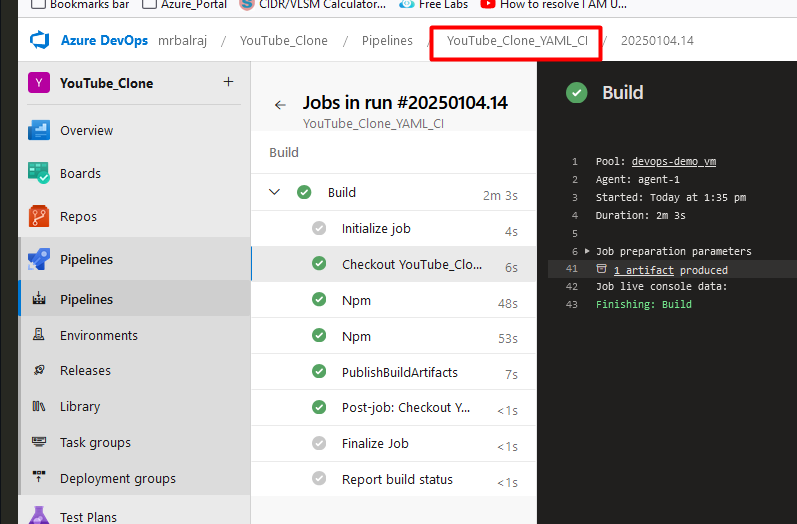 Bookmarks bar Azure_Portal CIDR/VLSM Calculator... Free Labs How to resolve I AM U...
Azure DevOps mrbalraj / YouTube_Clone / Pipelines / YouTube_Clone_YAML_CI / 20250104.14
Y YouTube_Clone +
Overview
Boards
Repos
Pipelines
Pipelines
Environments
Releases
Library
Task groups
Deployment groups
Test Plans
← Jobs in run #20250104.14
YouTube_Clone_YAML_CI
Build
Build 2m 3s
Initialize job 4s
Checkout YouTube_Clo... 6s
Npm 48s
Npm 53s
PublishBuildArtifacts 7s
Post-job: Checkout Y... <1s
Finalize Job <1s
Report build status <1s
Build
1 Pool: devops-demo_vm
2 Agent: agent-1
3 Started: Today at 1:35 pm
4 Duration: 2m 3s
5
6 Job preparation parameters
41 1 artifact produced
42 Job live console data:
43 Finishing: Build